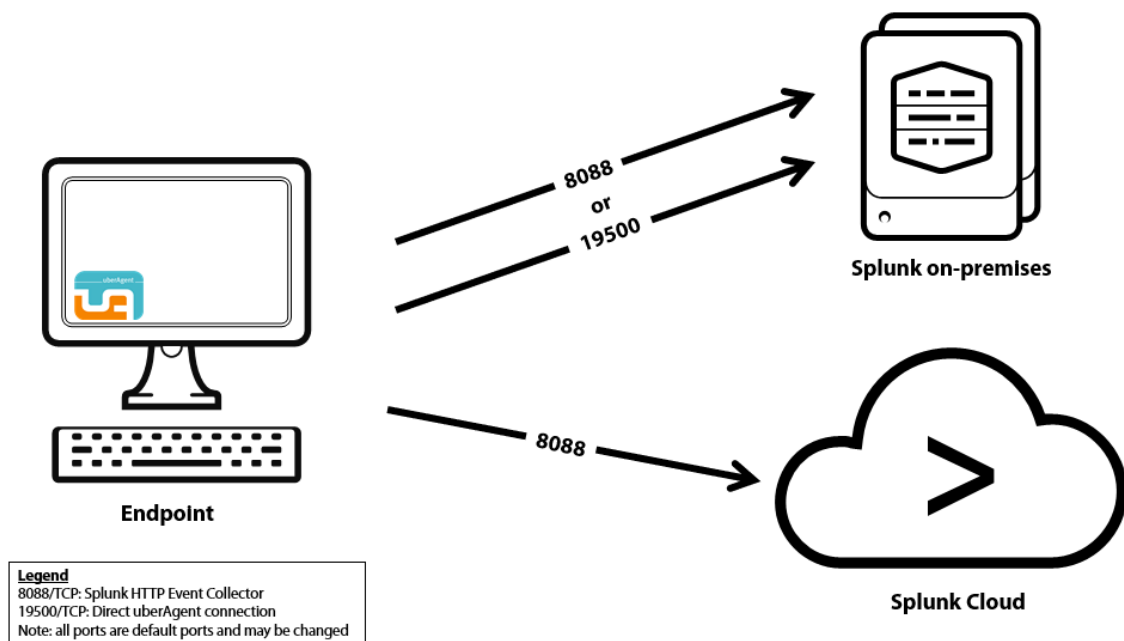 8088
or
19500
Splunk on-premises
uberAgent
Endpoint
8088
Splunk Cloud
Legend
8088/TCP: Splunk HTTP Event Collector
19500/TCP: Direct uberAgent connection
Note: all ports are default ports and may be changed